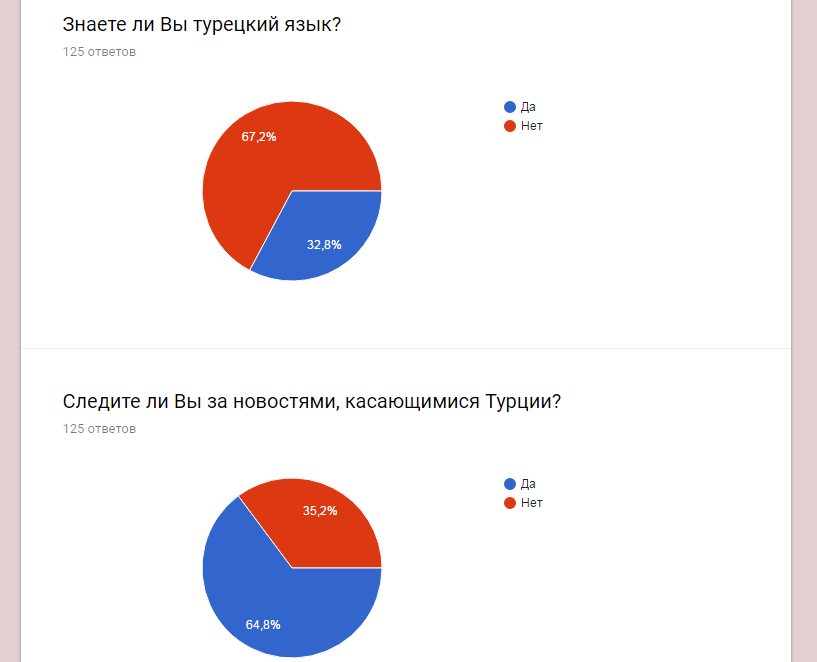 Знаете ли Вы турецкий язык?
125 ответов
Да
Нет
67,2%
32,8%
Следите ли Вы за новостями, касающимися Турции?
125 ответов
Да
Нет
35,2%
64,8%